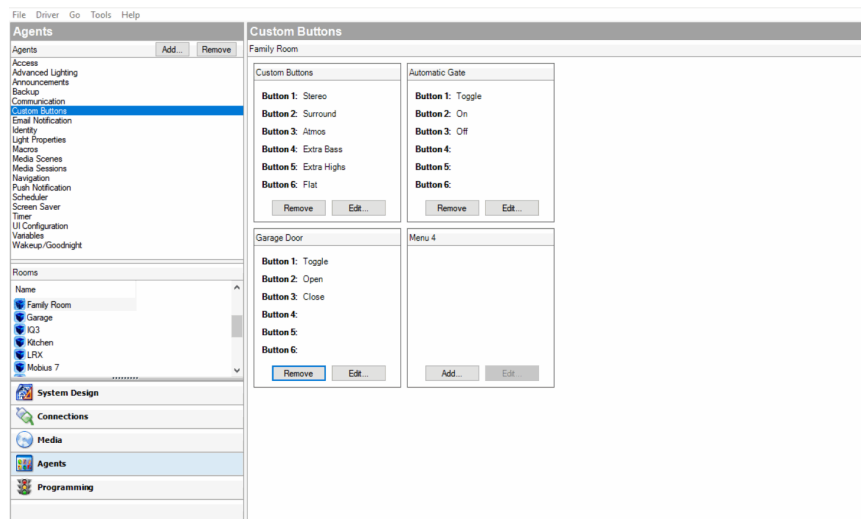 File Driver Go Tools Help
Agents
Agents Add... Remove
Access
Advanced Lighting
Announcements
Backup
Communication
Custom Buttons
Email Notification
Identity
Light Properties
Macros
Media Scenes
Media Sessions
Navigation
Push Notification
Scheduler
Screen Saver
Timer
UI Configuration
Variables
Wakeup/Goodnight
Rooms
Name
Family Room
Garage
IQ3
Kitchen
LRX
Mobius 7
System Design
Connections
Media
Agents
Programming
Custom Buttons
Family Room
Custom Buttons
Button 1: Stereo
Button 2: Surround
Button 3: Atmos
Button 4: Extra Bass
Button 5: Extra Highs
Button 6: Flat
Remove Edit...
Automatic Gate
Button 1: Toggle
Button 2: On
Button 3: Off
Button 4:
Button 5:
Button 6:
Remove Edit...
Garage Door
Button 1: Toggle
Button 2: Open
Button 3: Close
Button 4:
Button 5:
Button 6:
Remove Edit...
Menu 4
Add... Edit...